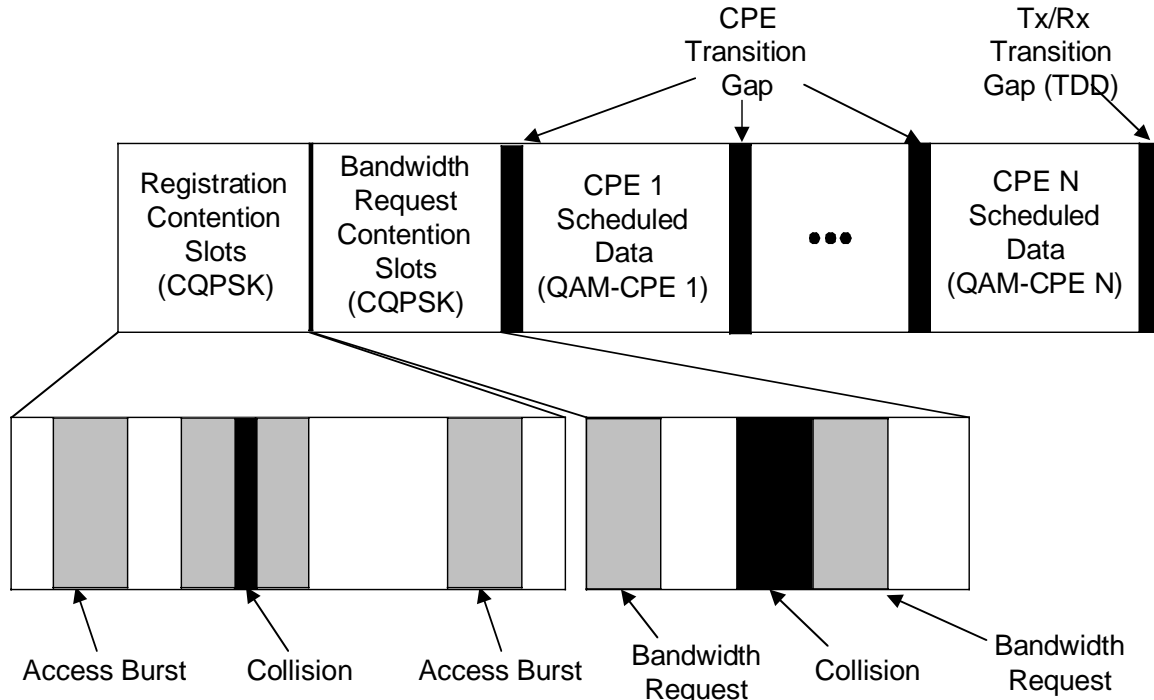 CPE
Transition
Gap
Tx/Rx
Transition
Gap (TDD)
Registration
Contention
Slots
(CQPSK)
Bandwidth
Request
Contention
Slots
(CQPSK)
CPE 1
Scheduled
Data
(QAM-CPE 1)
•••
CPE N
Scheduled
Data
(QAM-CPE N)
Access Burst
Collision
Access Burst
Bandwidth
Request
Collision
Bandwidth
Request